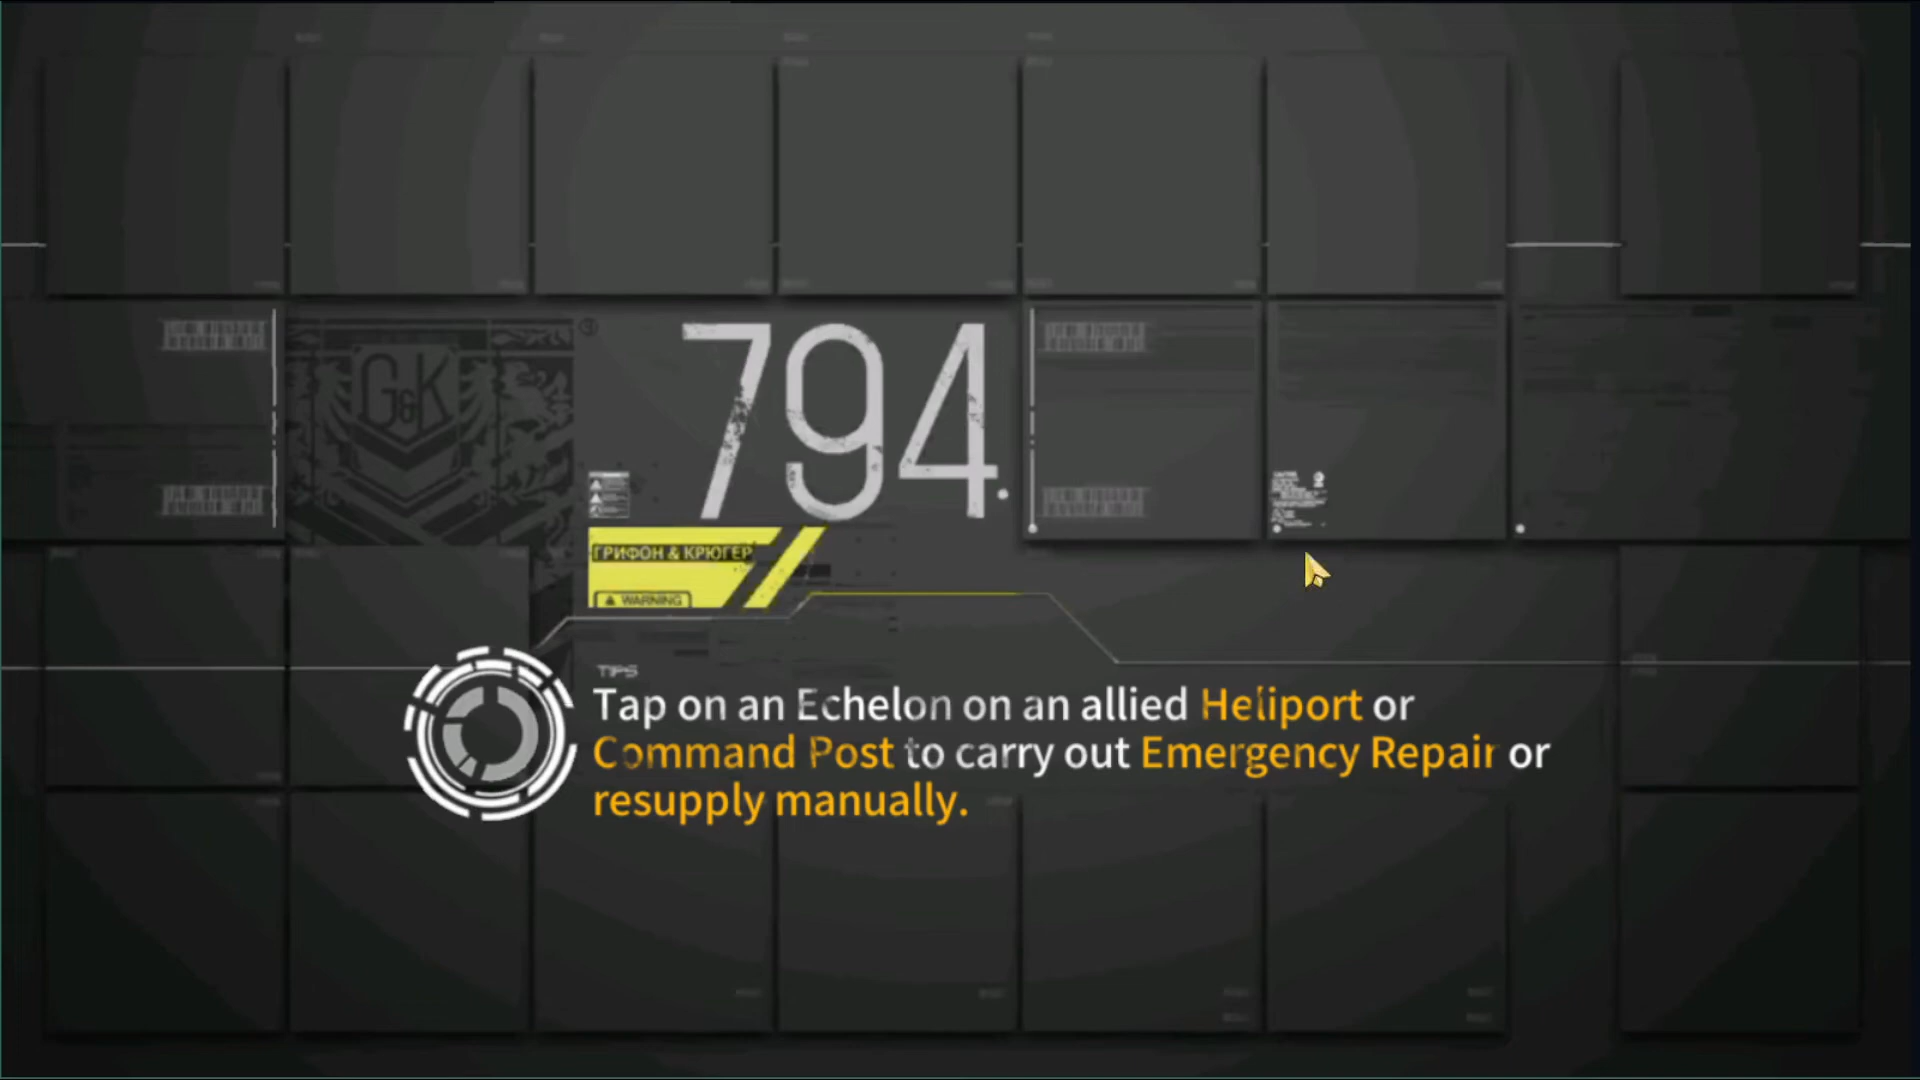 G&K
794.
ГРИФОН & КРЮГЕР
WARNING
TIPS
Tap on an Echelon on an allied Heliport or
Command Post to carry out Emergency Repair or
resupply manually.